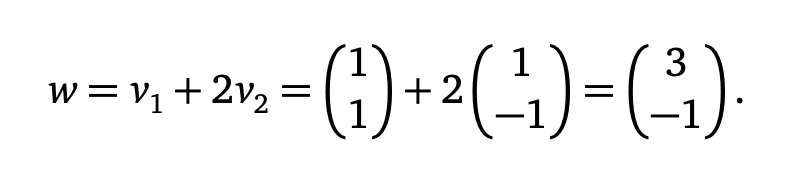 w = v₁ + 2v₂ = (1 1) + 2 (1 −1) = (3 −1).